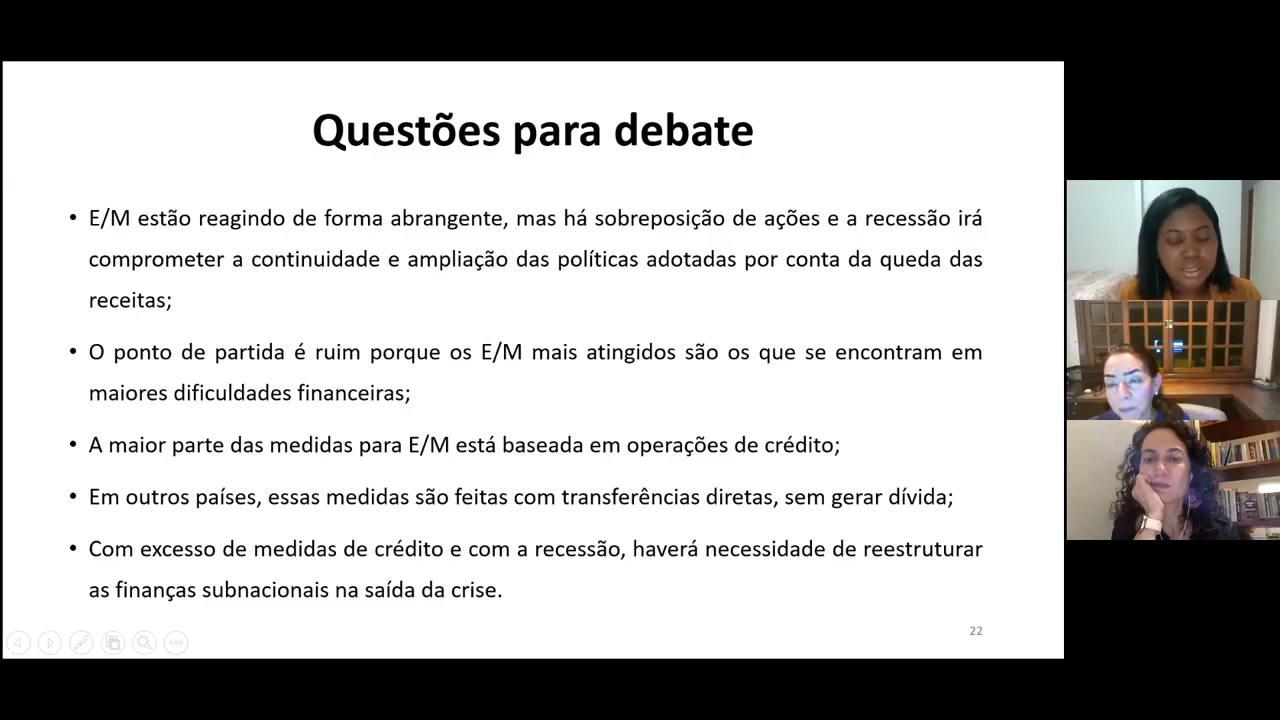 Questões para debate
• E/M estão reagindo de forma abrangente, mas há sobreposição de ações e a recessão irá
comprometer a continuidade e ampliação das políticas adotadas por conta da queda das
receitas;
• O ponto de partida é ruim porque os E/M mais atingidos são os que se encontram em
maiores dificuldades financeiras;
• A maior parte das medidas para E/M está baseada em operações de crédito;
• Em outros países, essas medidas são feitas com transferências diretas, sem gerar dívida;
• Com excesso de medidas de crédito e com a recessão, haverá necessidade de reestruturar
as finanças subnacionais na saída da crise.
22